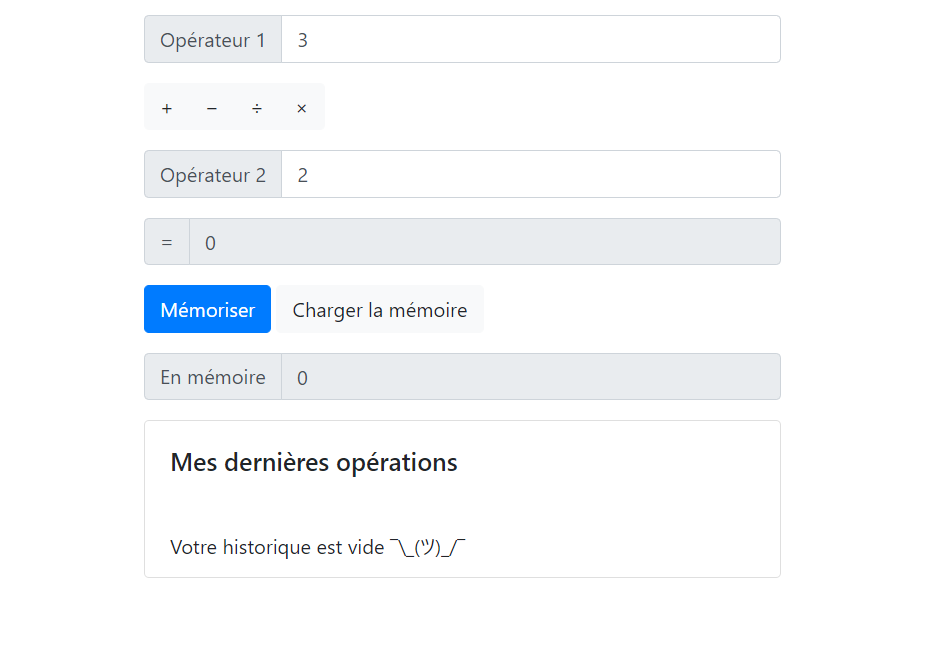 Opérateur 1 3
+ − ÷ ×
Opérateur 2 2
= 0
Mémoriser Charger la mémoire
En mémoire 0
Mes dernières opérations
Votre historique est vide ¯\_(ツ)_/¯